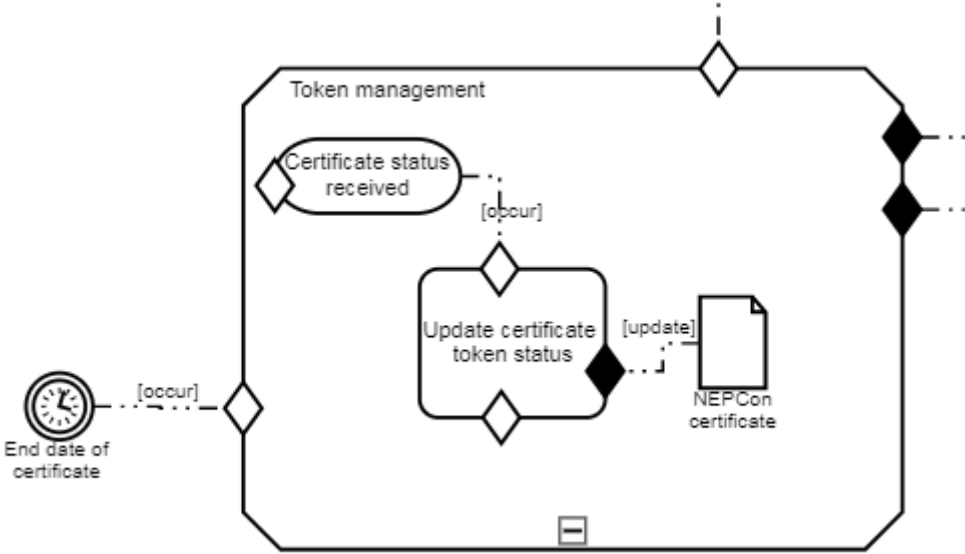 Token management
Certificate status
received
[occur]
Update certificate
token status
[update]
NEPCon
certificate
[occur]
End date of
certificate